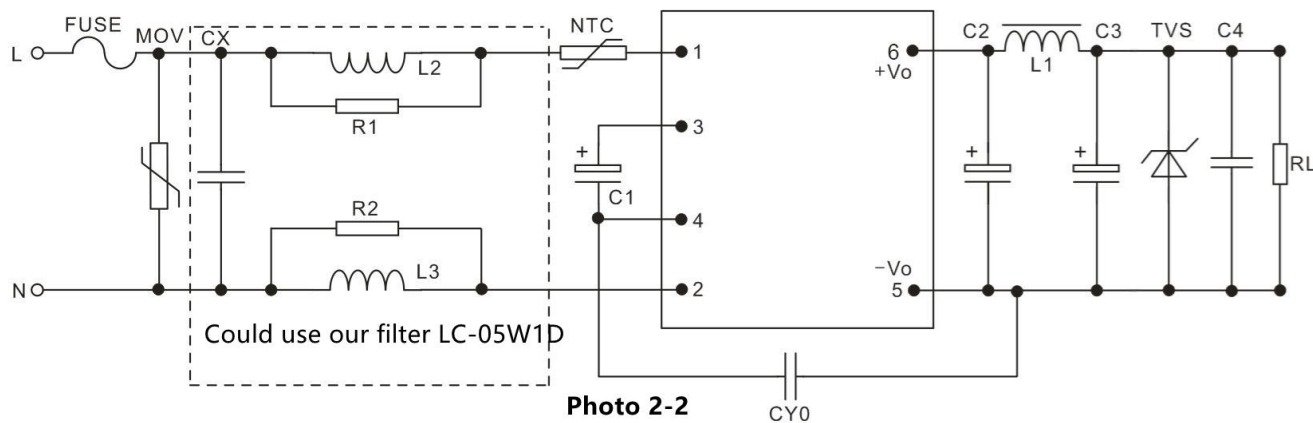 FUSE
MOV
CX
NTC
C2
C3
TVS
C4
L
L2
1
6
+Vo
L1
R1
3
+
+
+
C1
RL
R2
4
L3
-Vo
N
2
5
Could use our filter LC-05W1D
Photo 2-2
CY0